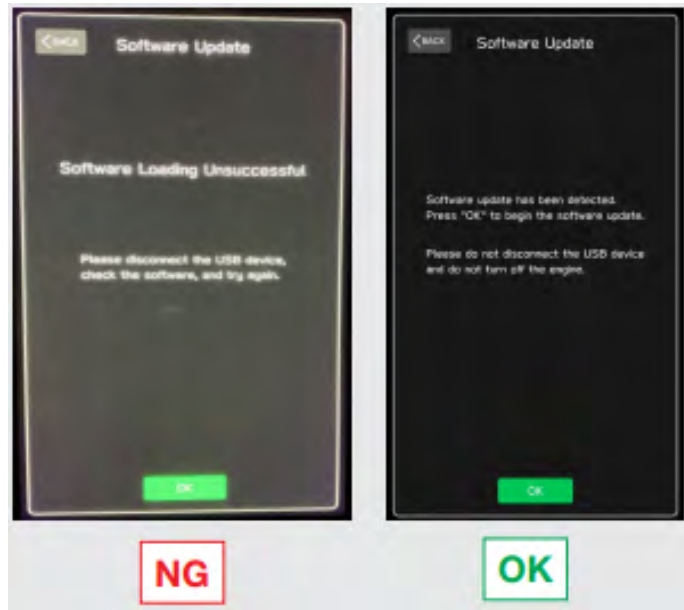 BACK
Software Update
Software Loading Unsuccessful
Please disconnect the USB device,
check the software, and try again.
OK
NG
BACK
Software Update
Software update has been detected.
Press "OK" to begin the software update.
Please do not disconnect the USB device
and do not turn off the engine.
OK
OK